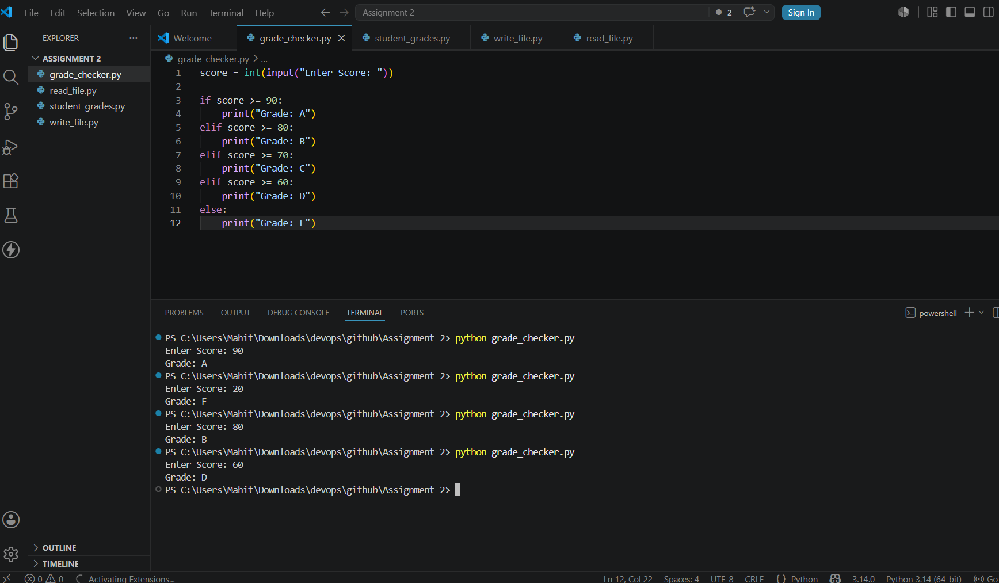 File Edit Selection View Go Run Terminal Help
Assignment 2
2
Sign In
EXPLORER
ASSIGNMENT 2
grade_checker.py
read_file.py
student_grades.py
write_file.py
OUTLINE
TIMELINE
Welcome
grade_checker.py
student_grades.py
write_file.py
read_file.py
grade_checker.py > ...
1 score = int(input("Enter Score: "))
2
3 if score >= 90:
4     print("Grade: A")
5 elif score >= 80:
6     print("Grade: B")
7 elif score >= 70:
8     print("Grade: C")
9 elif score >= 60:
10     print("Grade: D")
11 else:
12     print("Grade: F")
PROBLEMS OUTPUT DEBUG CONSOLE TERMINAL PORTS
powershell
PS C:\Users\Mahit\Downloads\devops\github\Assignment 2> python grade_checker.py
Enter Score: 90
Grade: A
PS C:\Users\Mahit\Downloads\devops\github\Assignment 2> python grade_checker.py
Enter Score: 20
Grade: F
PS C:\Users\Mahit\Downloads\devops\github\Assignment 2> python grade_checker.py
Enter Score: 80
Grade: B
PS C:\Users\Mahit\Downloads\devops\github\Assignment 2> python grade_checker.py
Enter Score: 60
Grade: D
PS C:\Users\Mahit\Downloads\devops\github\Assignment 2>
0 0 Activating Extensions... Ln 12, Col 22 Spaces: 4 UTF-8 CRLF { } Python 3.14.0 Python 3.14 (64-bit) Go